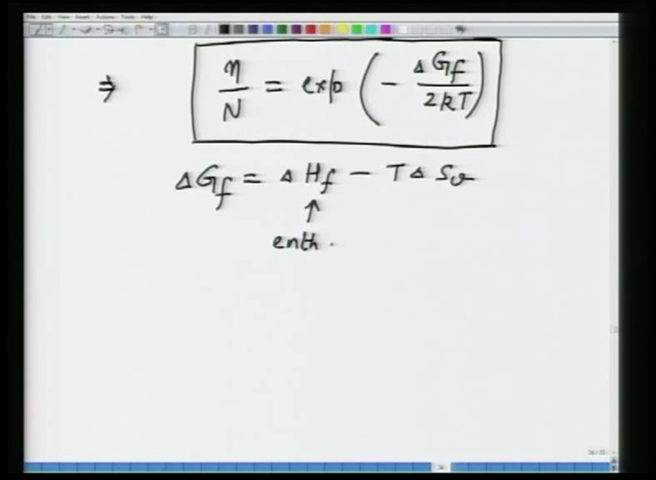 ⇒ η/N = exp (− ΔGf/2kT)
ΔGf = ΔHf − TΔSv
↑
enth.